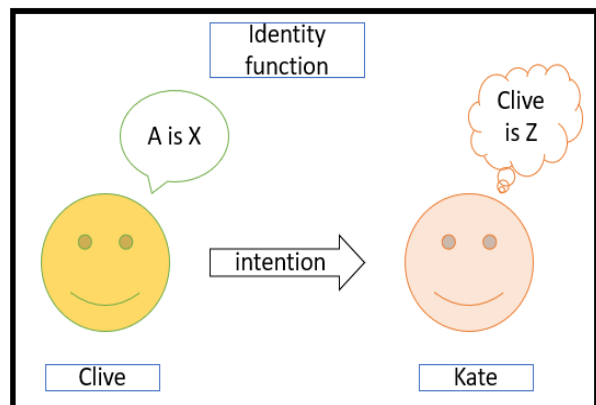 Identity
function
A is X
Clive
is Z
intention
Clive
Kate